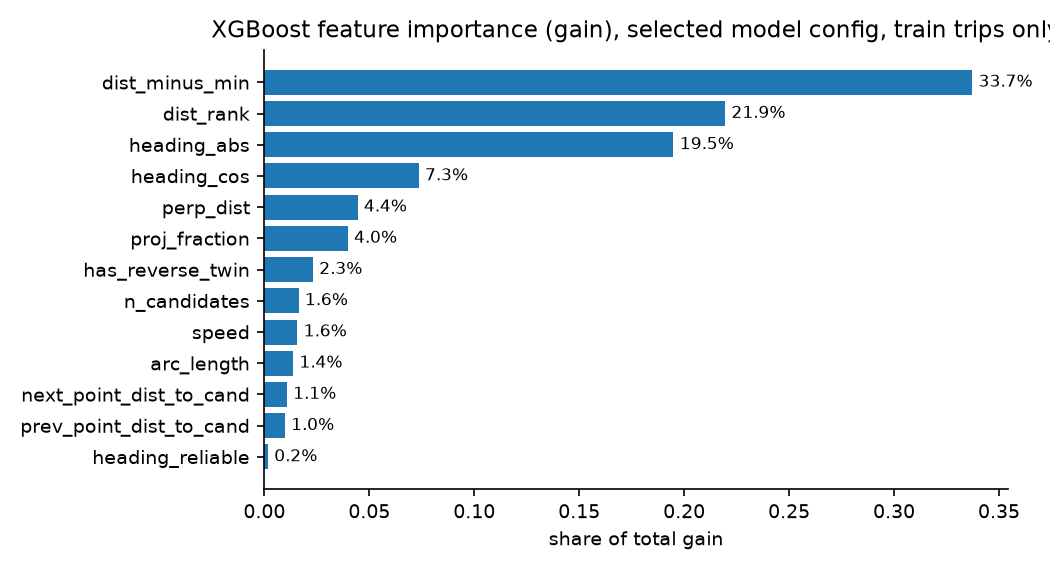 XGBoost feature importance (gain), selected model config, train trips only
dist_minus_min 33.7%
dist_rank 21.9%
heading_abs 19.5%
heading_cos 7.3%
perp_dist 4.4%
proj_fraction 4.0%
has_reverse_twin 2.3%
n_candidates 1.6%
speed 1.6%
arc_length 1.4%
next_point_dist_to_cand 1.1%
prev_point_dist_to_cand 1.0%
heading_reliable 0.2%
0.00 0.05 0.10 0.15 0.20 0.25 0.30 0.35
share of total gain